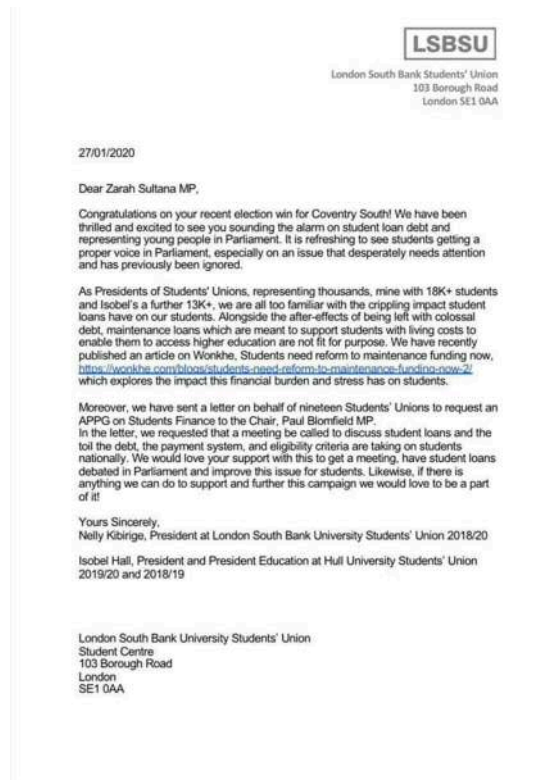 LSBSU
London South Bank Students' Union
103 Borough Road
London SE1 0AA
27/01/2020
Dear Zarah Sultana MP,
Congratulations on your recent election win for Coventry South! We have been
thrilled and excited to see you sounding the alarm on student loan debt and
representing young people in Parliament. It is refreshing to see students getting a
proper voice in Parliament, especially on an issue that desperately needs attention
and has previously been ignored.
As Presidents of Students' Unions, representing thousands, mine with 18K+ students
and Isobel's a further 13K+, we are all too familiar with the crippling impact student
loans have on our students. Alongside the after-effects of being left with colossal
debt, maintenance loans which are meant to support students with living costs to
enable them to access higher education are not fit for purpose. We have recently
published an article on Wonkhe, Students need reform to maintenance funding now,
https://wonkhe.com/blogs/students-need-reform-to-maintenance-funding-now-2/
which explores the impact this financial burden and stress has on students.
Moreover, we have sent a letter on behalf of nineteen Students' Unions to request an
APPG on Students Finance to the Chair, Paul Blomfield MP.
In the letter, we requested that a meeting be called to discuss student loans and the
toil the debt, the payment system, and eligibility criteria are taking on students
nationally. We would love your support with this to get a meeting, have student loans
debated in Parliament and improve this issue for students. Likewise, if there is
anything we can do to support and further this campaign we would love to be a part
of it!
Yours Sincerely,
Nelly Kibirige, President at London South Bank University Students' Union 2018/20
Isobel Hall, President and President Education at Hull University Students' Union
2019/20 and 2018/19
London South Bank University Students' Union
Student Centre
103 Borough Road
London
SE1 0AA